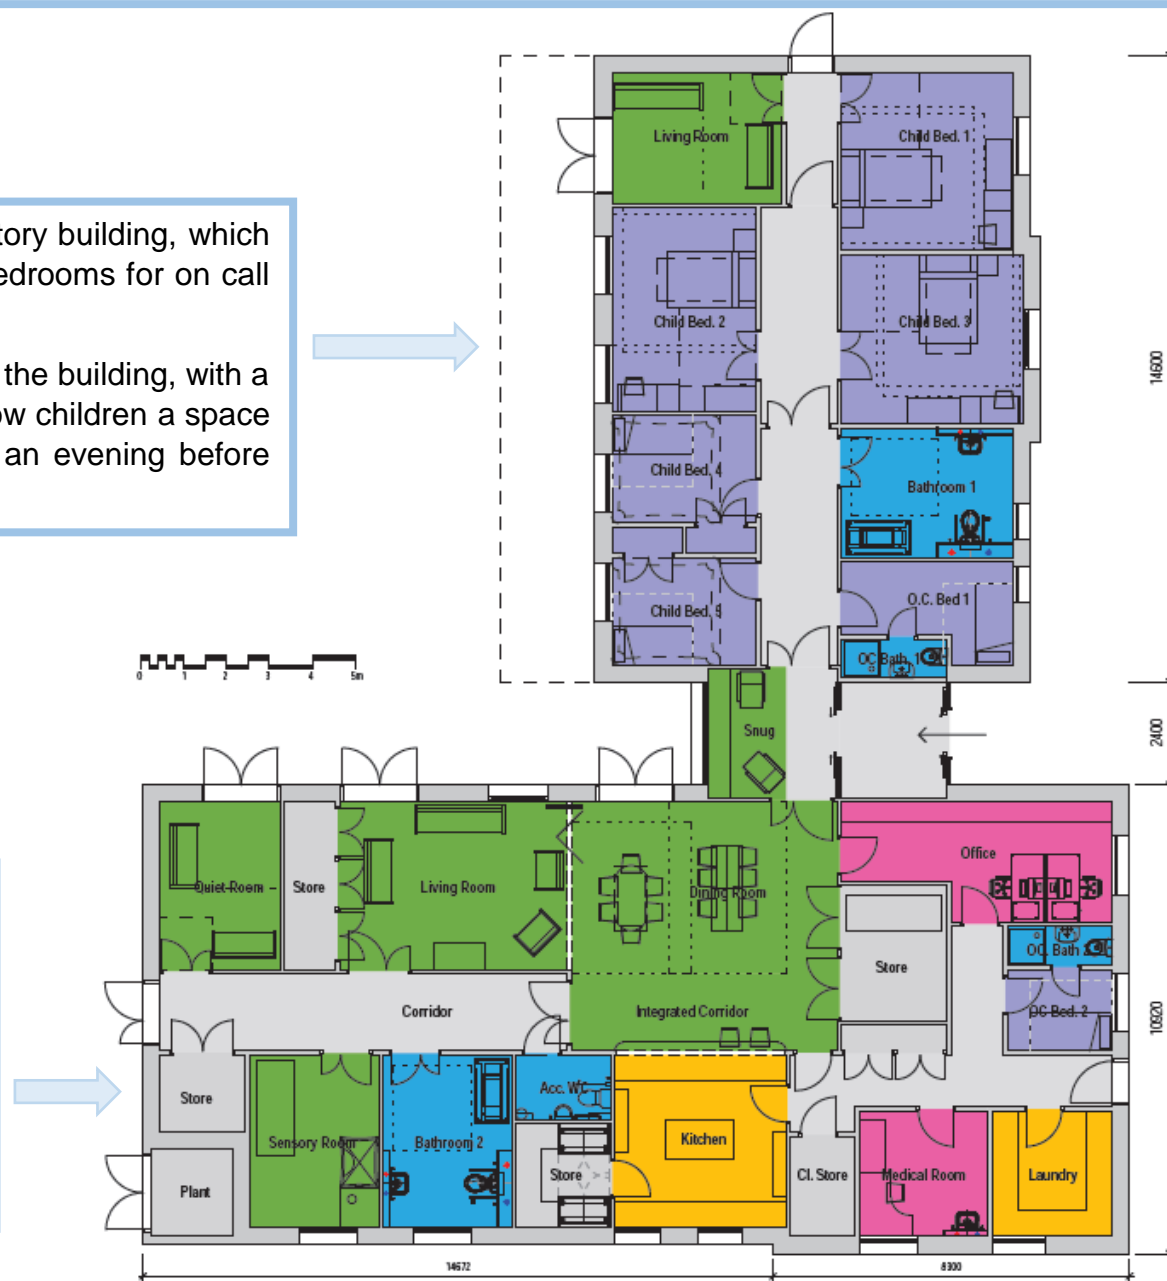 tory building, which
edrooms for on call
the building, with a
ow children a space
an evening before
Living Room
Child Bed. 1
Child Bed. 2
Child Bed. 3
14600
Child Bed. 4
Bathroom 1
Child Bed. 5
O.C. Bed 1
OC Bath. 1
0 1 2 3 4 5m
Snug
2400
Quiet Room
Store
Living Room
Dining Room
Office
OC. Bath 2
Store
Corridor
Integrated Corridor
OC Bed. 2
10920
Store
Acc. WC
Sensory Room
Bathroom 2
Kitchen
Store
Plant
Cl. Store
Medical Room
Laundry
14672
8300